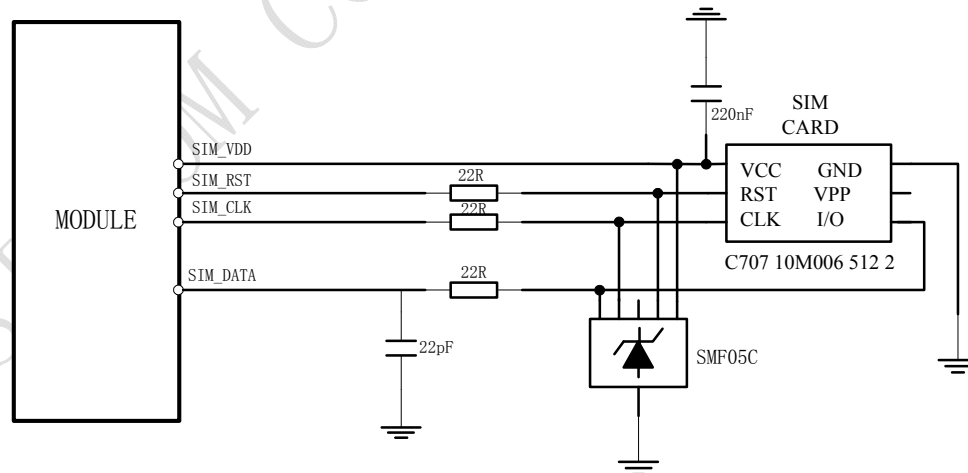 220nF
SIM
CARD
SIM_VDD
SIM_RST
SIM_CLK
SIM_DATA
22R
22R
22R
MODULE
VCC GND
RST VPP
CLK I/O
C707 10M006 512 2
22pF
SMF05C